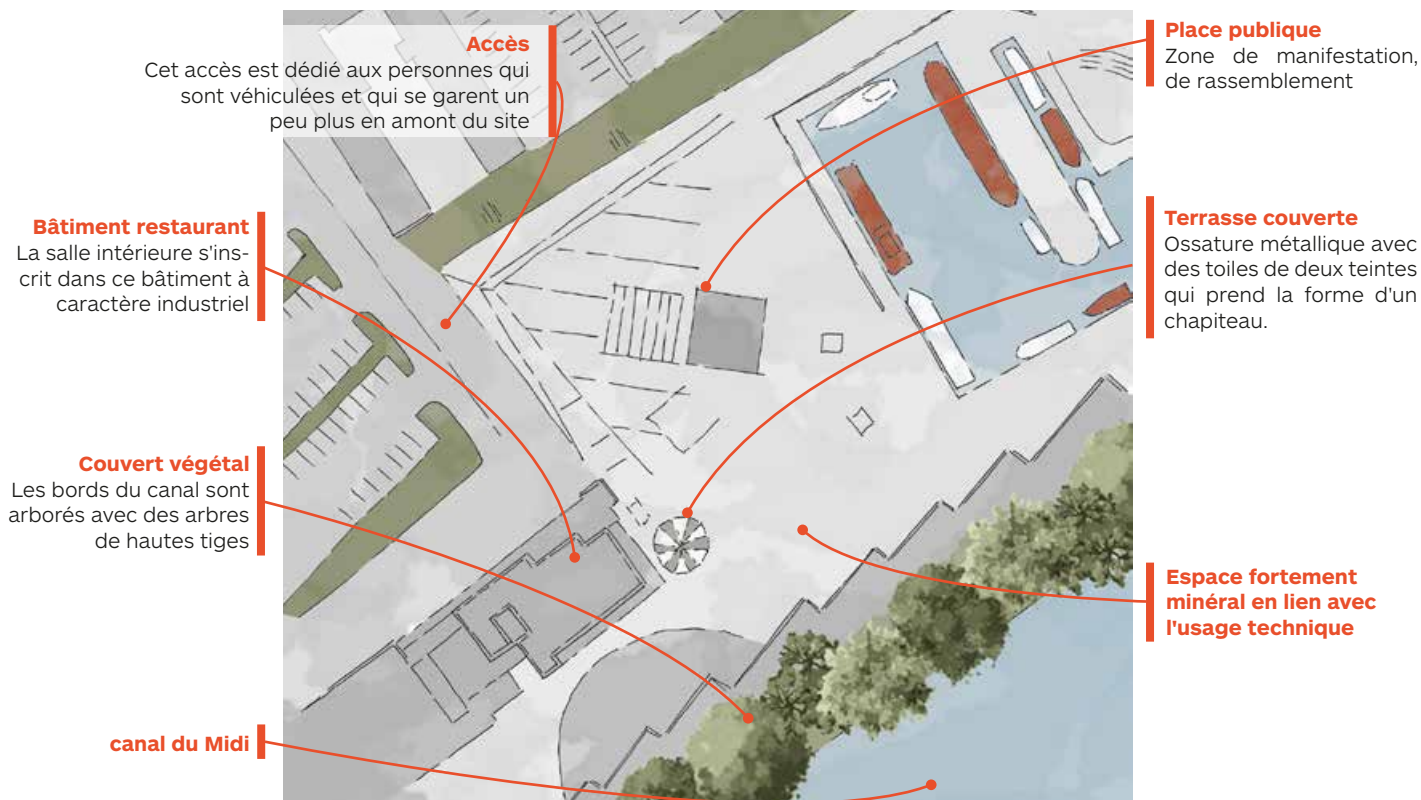 Accès
Cet accès est dédié aux personnes qui
sont véhiculées et qui se garent un
peu plus en amont du site
Bâtiment restaurant
La salle intérieure s'ins-
crit dans ce bâtiment à
caractère industriel
Couvert végétal
Les bords du canal sont
arborés avec des arbres
de hautes tiges
canal du Midi
Place publique
Zone de manifestation,
de rassemblement
Terrasse couverte
Ossature métallique avec
des toiles de deux teintes
qui prend la forme d'un
chapiteau.
Espace fortement
minéral en lien avec
l'usage technique